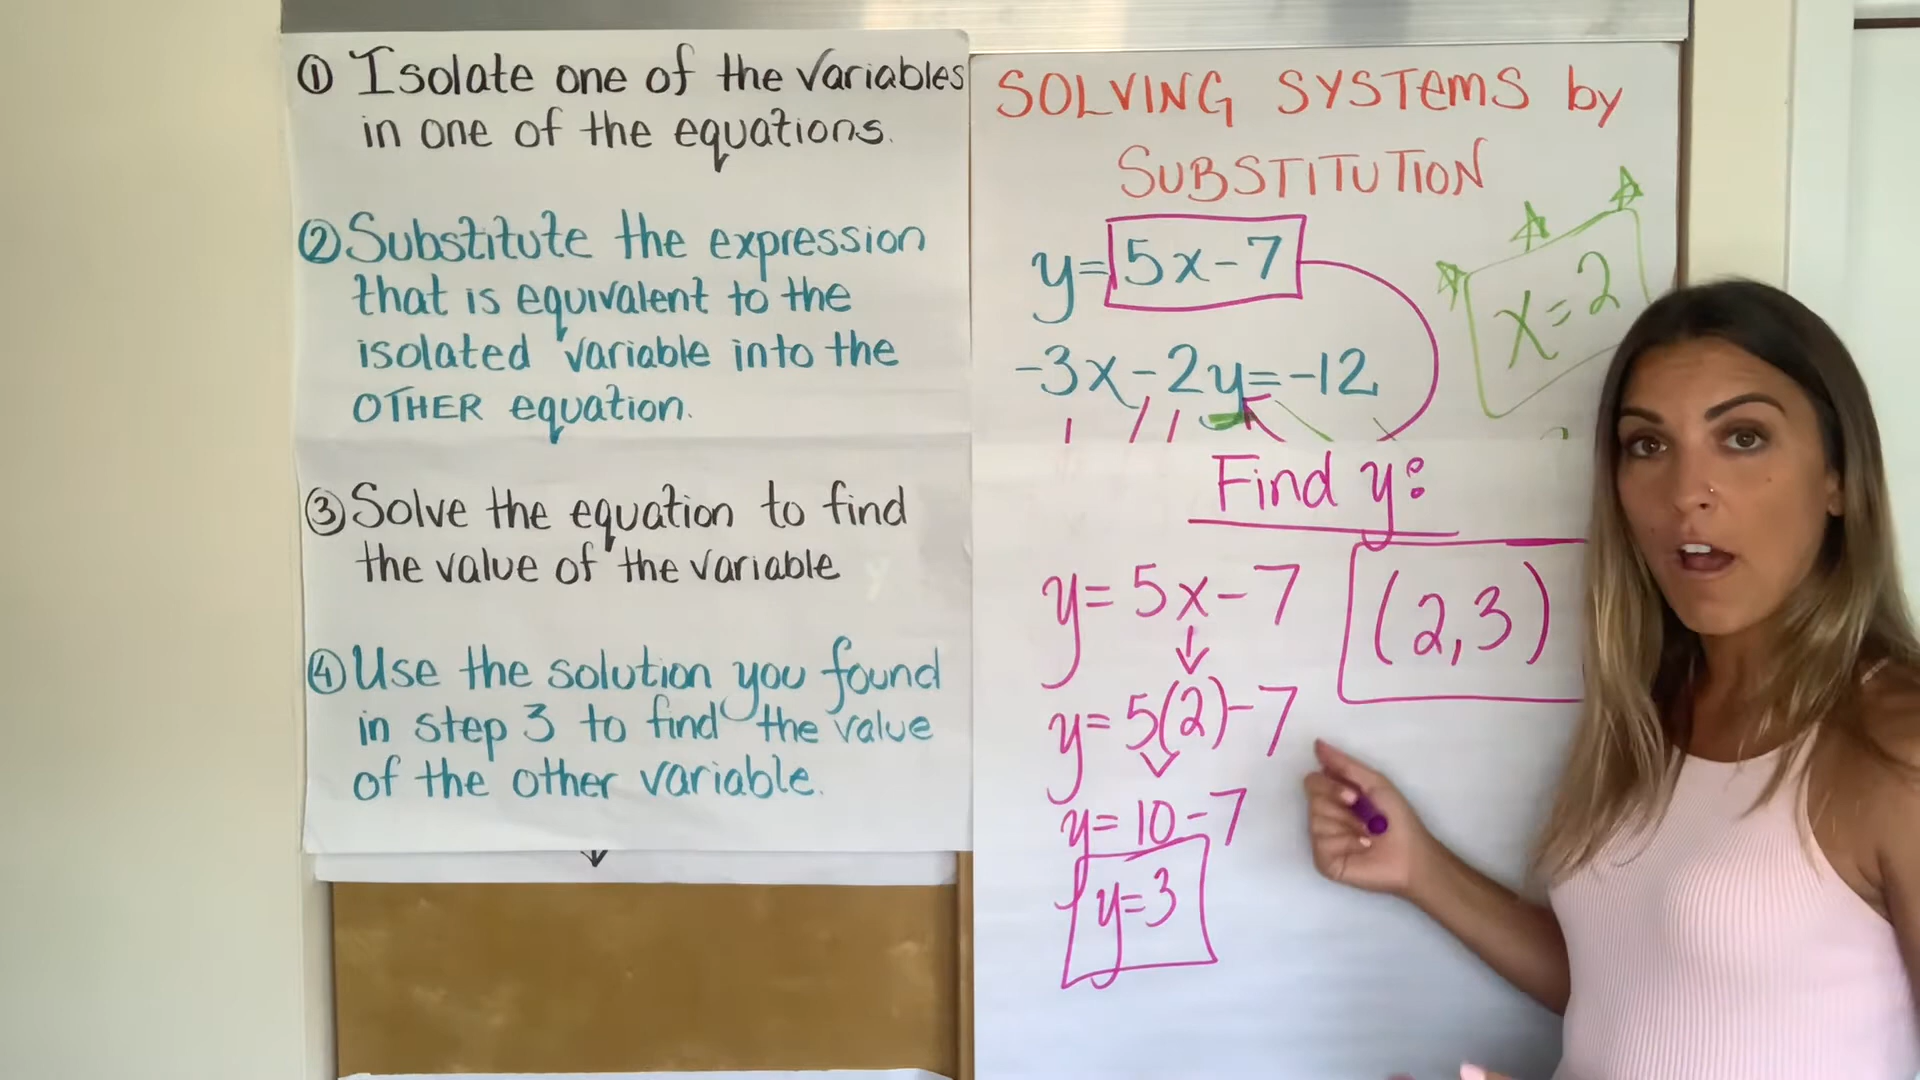 ① Isolate one of the variables
in one of the equations.
② Substitute the expression
that is equivalent to the
isolated variable into the
OTHER equation.
③ Solve the equation to find
the value of the variable
④ Use the solution you found
in step 3 to find the value
of the other variable.
SOLVING SYSTEMS by
SUBSTITUTION
y=5x-7
-3x-2y=-12
x=2
Find y:
y=5x-7
(2,3)
y=5(2)-7
y=10-7
y=3